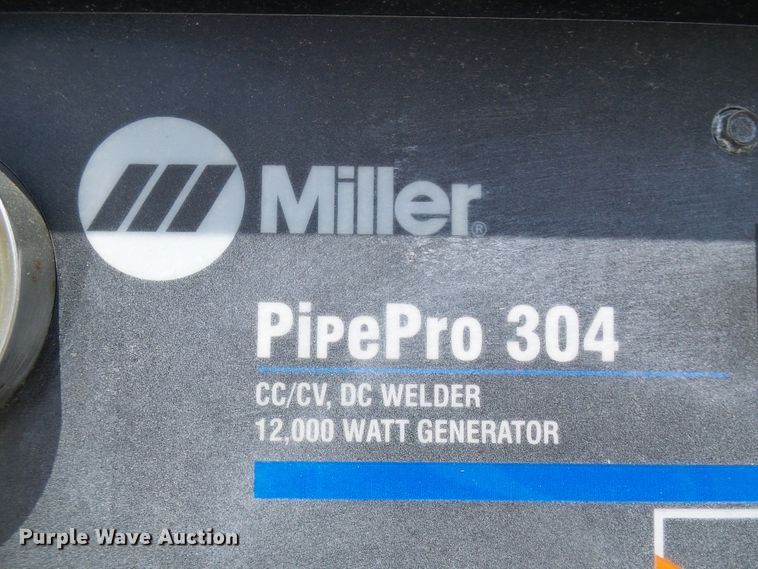 Miller®
PipePro 304
CC/CV, DC WELDER
12,000 WATT GENERATOR
Purple Wave Auction